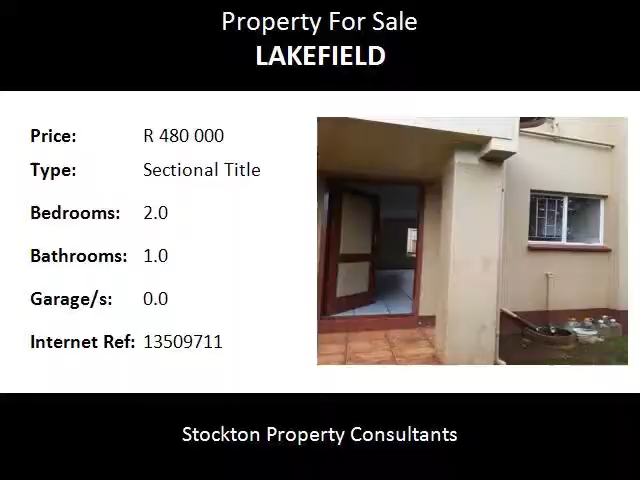 Property For Sale
LAKEFIELD
Price: R 480 000
Type: Sectional Title
Bedrooms: 2.0
Bathrooms: 1.0
Garage/s: 0.0
Internet Ref: 13509711
Stockton Property Consultants